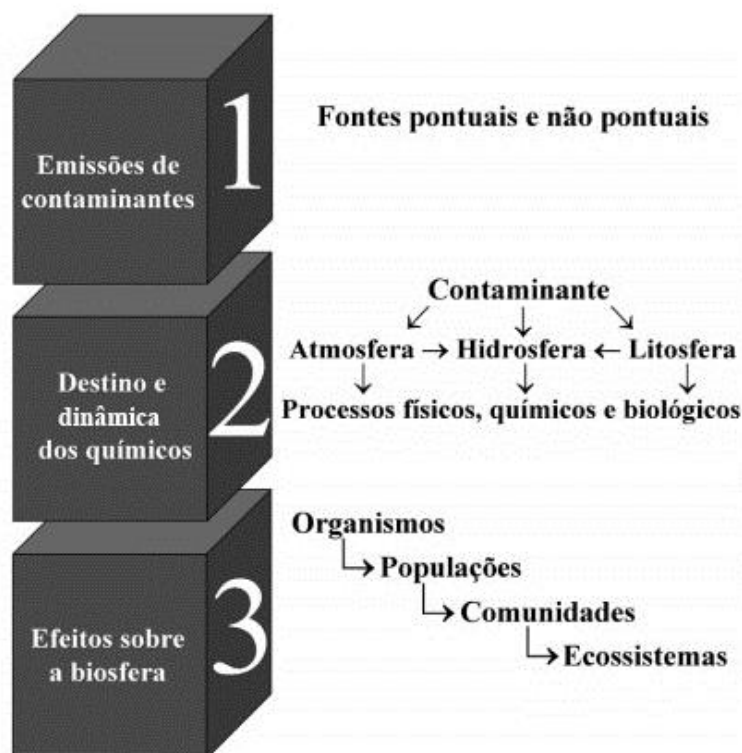 1
Fontes pontuais e não pontuais
Emissões de
contaminantes
2
Contaminante
Atmosfera → Hidrosfera ← Litosfera
Processos físicos, químicos e biológicos
Destino e
dinâmica
dos químicos
3
Organismos
Populações
Comunidades
Ecossistemas
Efeitos sobre
a biosfera